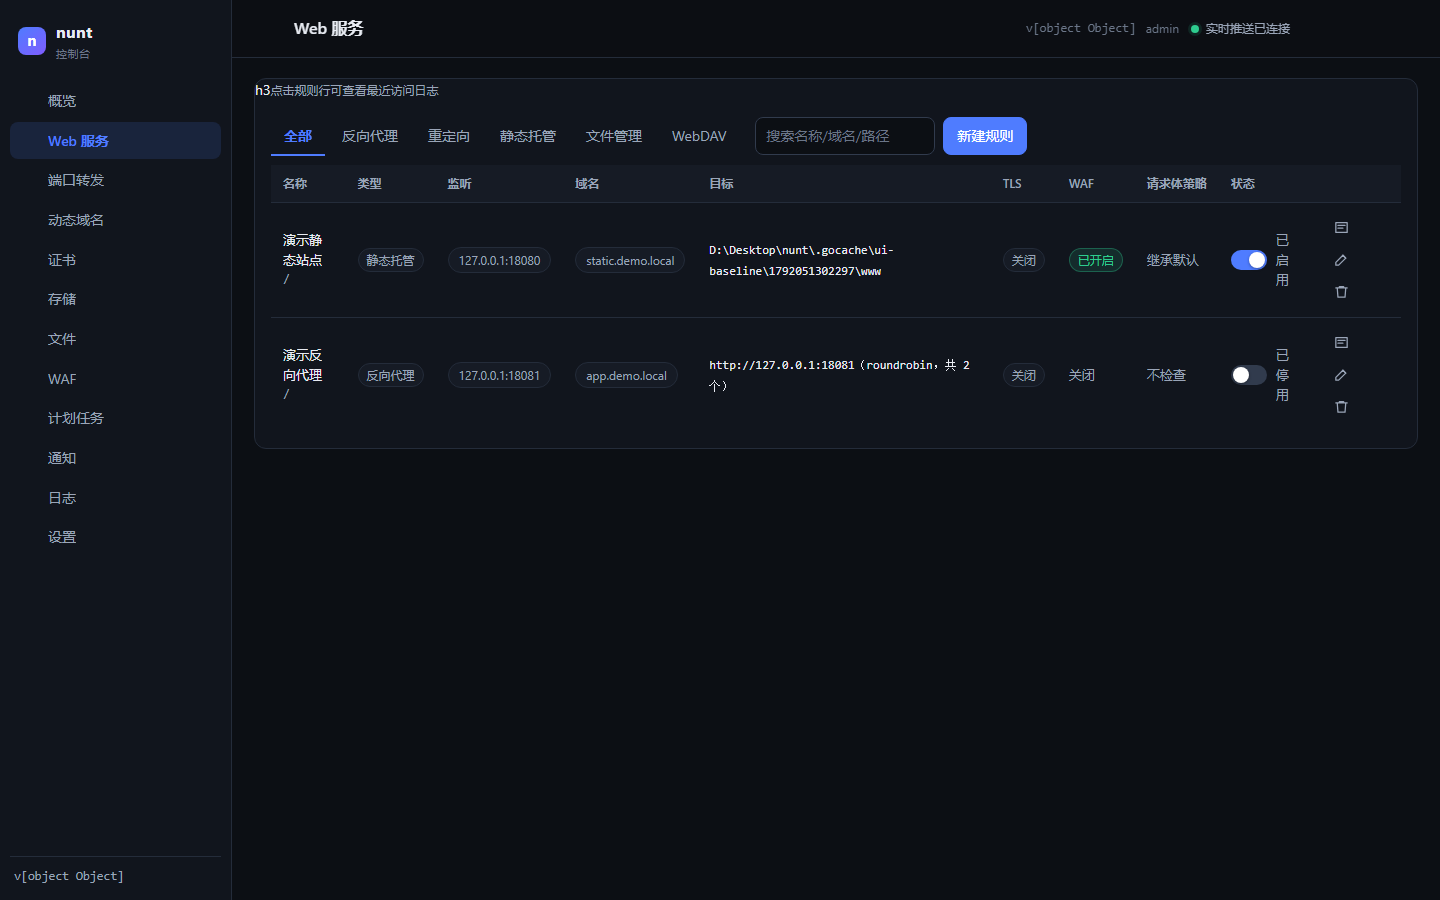 n
nunt
控制台
概览
Web 服务
端口转发
动态域名
证书
存储
文件
WAF
计划任务
通知
日志
设置
v[object Object]
Web 服务
v[object Object] admin 实时推送已连接
h3点击规则行可查看最近访问日志
全部 反向代理 重定向 静态托管 文件管理 WebDAV 搜索名称/域名/路径 新建规则
名称 类型 监听 域名 目标 TLS WAF 请求体策略 状态
演示静
态站点
/
静态托管
127.0.0.1:18080
static.demo.local
D:\Desktop\nunt\.gocache\ui-
baseline\1792051302297\www
关闭
已开启
继承默认
已
启
用
演示反
向代理
/
反向代理
127.0.0.1:18081
app.demo.local
http://127.0.0.1:18081（roundrobin，共 2
个）
关闭
关闭
不检查
已
停
用